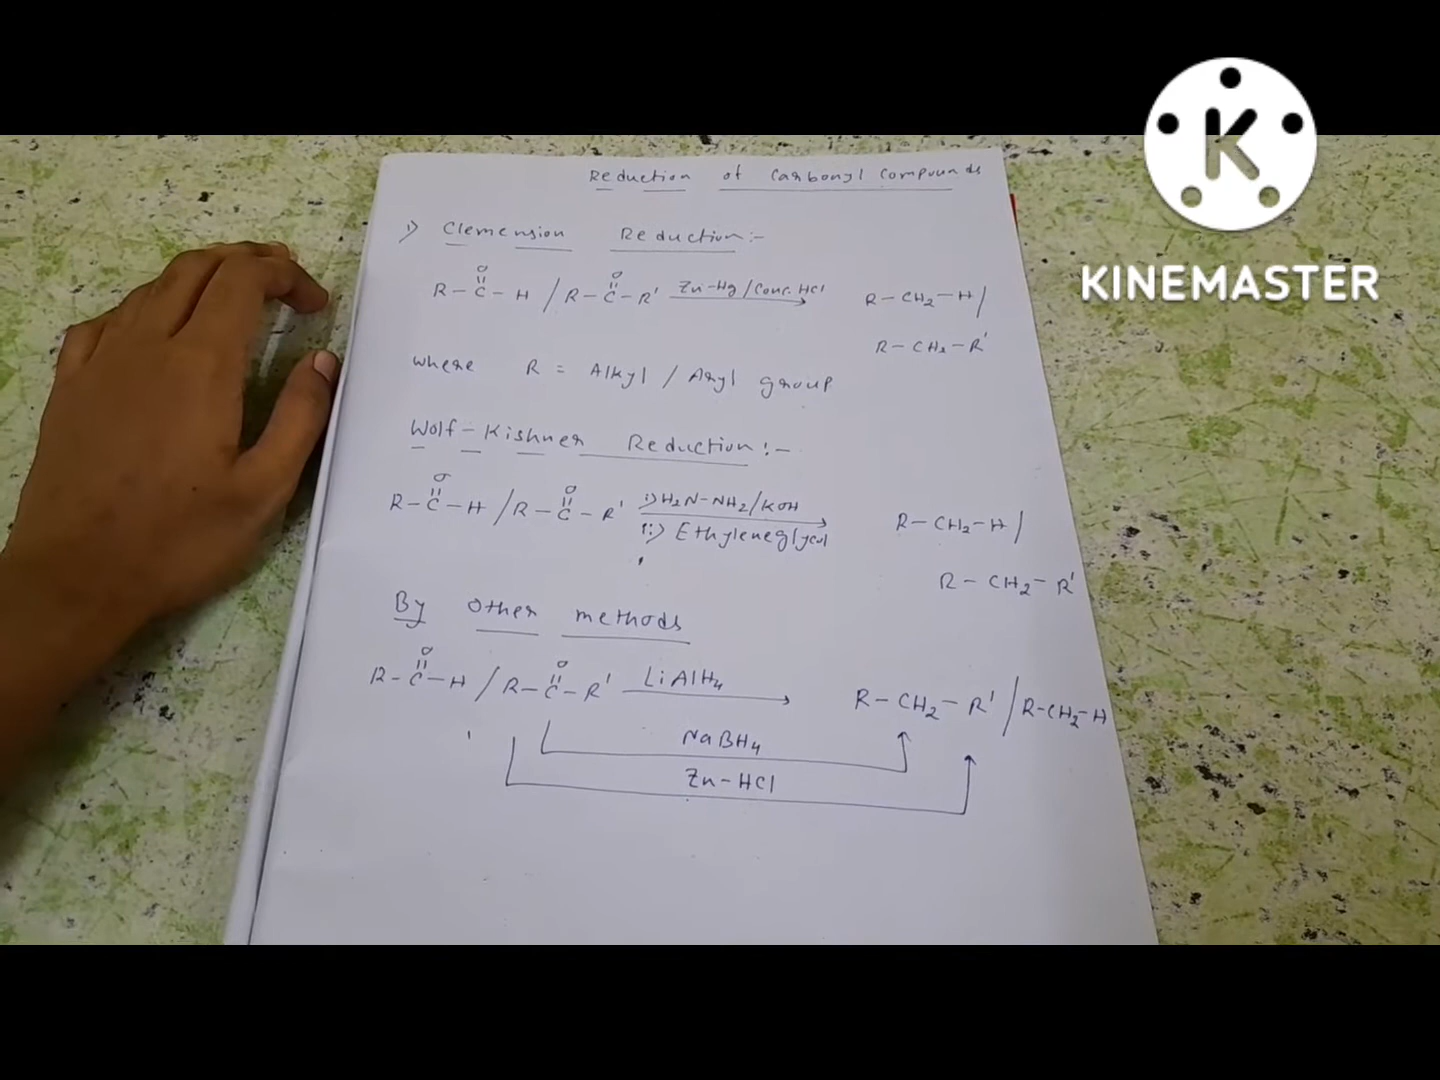 Reduction of Carbonyl Compounds
KINEMASTER
1) Clemension Reduction:-
O O
R-C-H / R-C-R' Zn-Hg/Conc. HCl R-CH2-H/
R-CH2-R'
where R = Alkyl / Aryl group
Wolf-Kishner Reduction:-
O O
R-C-H / R-C-R' i) H2N-NH2/KOH R-CH2-H/
ii) Ethyleneglycol
R-CH2-R'
By other methods
O O
R-C-H / R-C-R' LiAlH4 R-CH2-R' / R-CH2-H
NaBH4
Zn-HCl